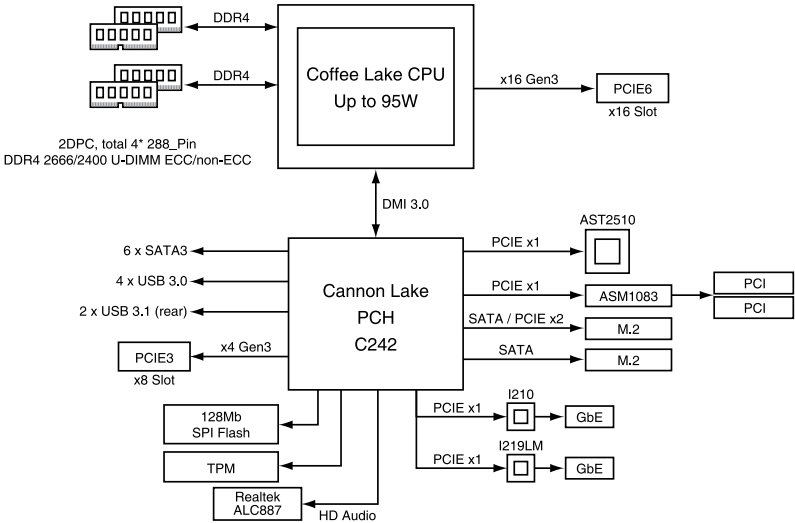 DDR4
DDR4
2DPC, total 4* 288_Pin
DDR4 2666/2400 U-DIMM ECC/non-ECC
Coffee Lake CPU
Up to 95W
x16 Gen3
PCIE6
x16 Slot
DMI 3.0
6 x SATA3
4 x USB 3.0
2 x USB 3.1 (rear)
x4 Gen3
PCIE3
x8 Slot
Cannon Lake
PCH
C242
PCIE x1
AST2510
PCIE x1
ASM1083
PCI
PCI
SATA / PCIE x2
M.2
SATA
M.2
PCIE x1
I210
GbE
PCIE x1
I219LM
GbE
128Mb
SPI Flash
TPM
Realtek
ALC887
HD Audio